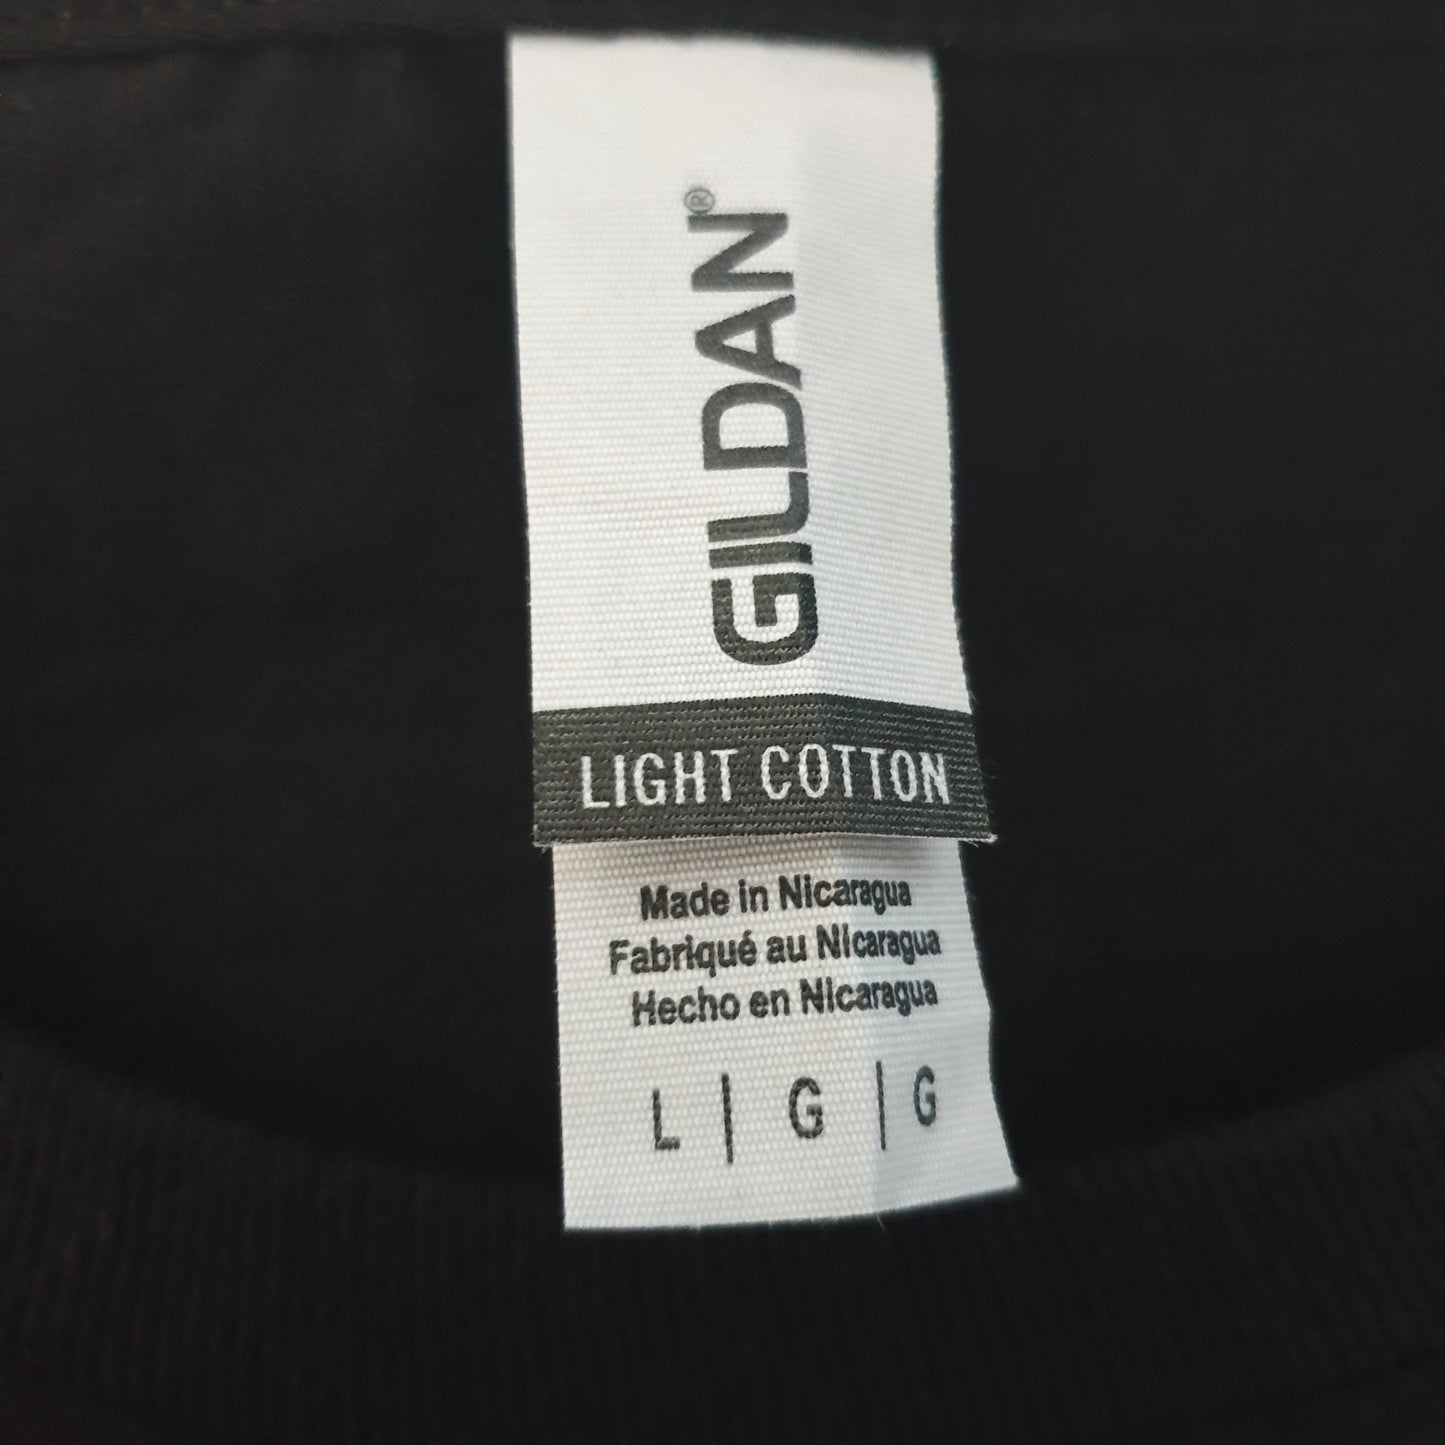 GILDAN®
LIGHT COTTON
Made in Nicaragua
Fabriqué au Nicaragua
Hecho en Nicaragua
L | G | G